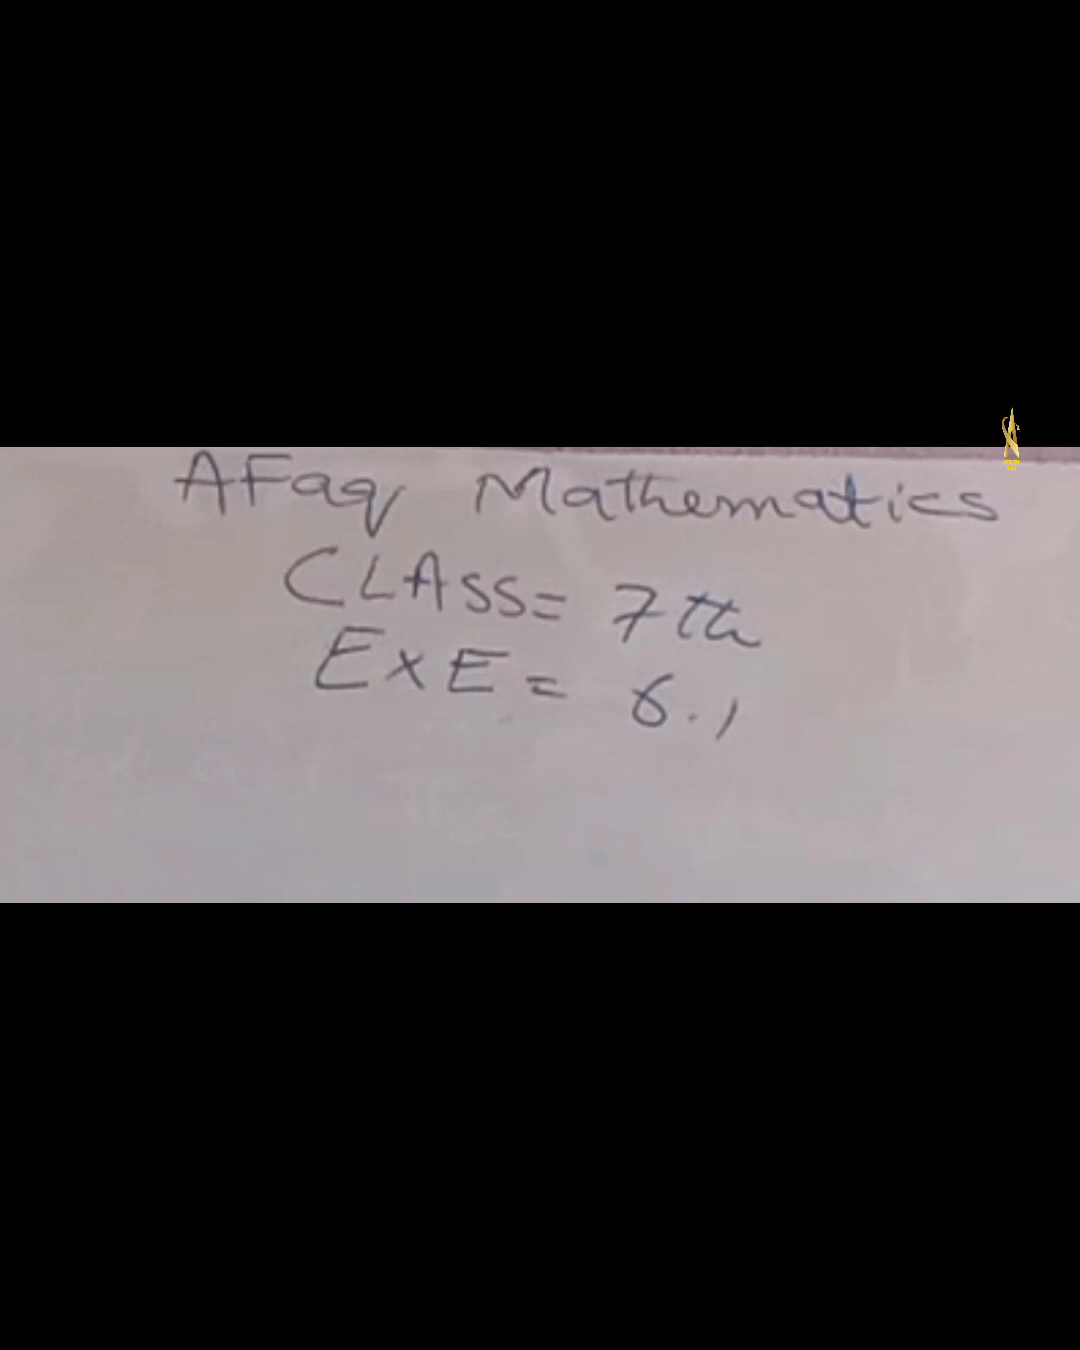 AFaq Mathematics
CLASS= 7th
EXE= 6.1